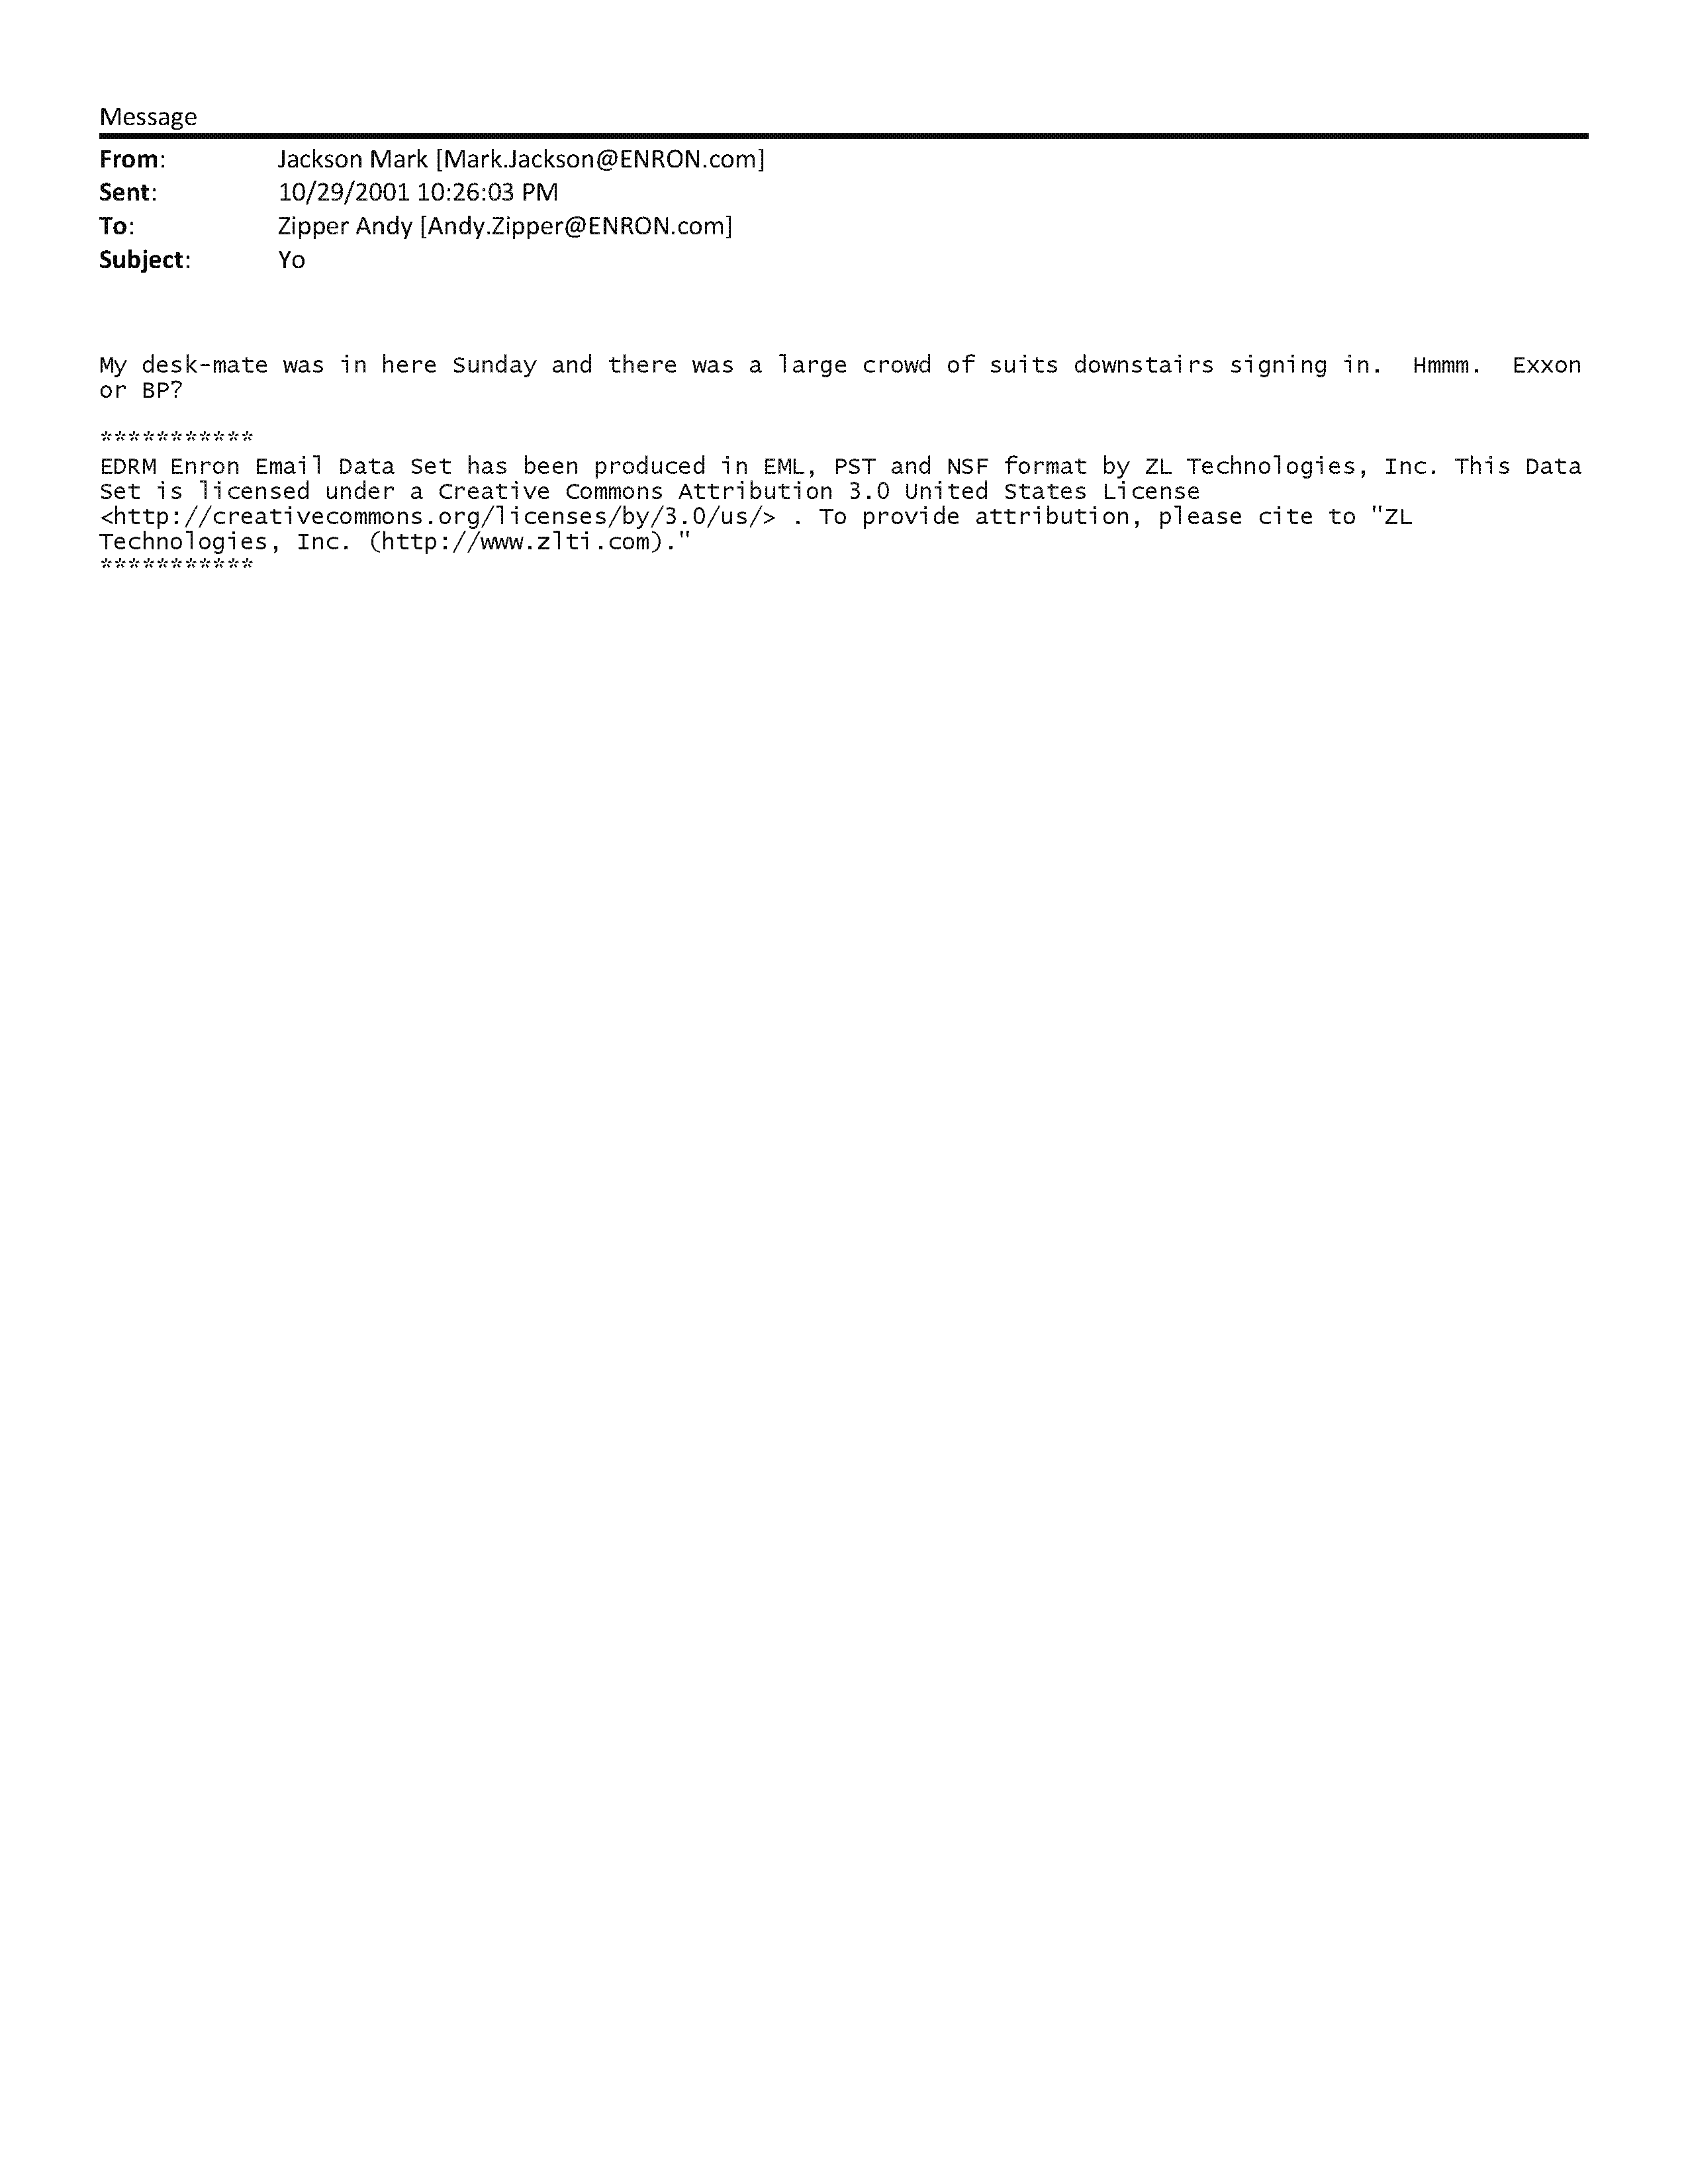 Message
From: Jackson Mark [Mark.Jackson@ENRON.com]
Sent: 10/29/2001 10:26:03 PM
To: Zipper Andy [Andy.Zipper@ENRON.com]
Subject: Yo
My desk-mate was in here Sunday and there was a large crowd of suits downstairs signing in.  Hmmm.  Exxon
or BP?
***********
EDRM Enron Email Data Set has been produced in EML, PST and NSF format by ZL Technologies, Inc. This Data
Set is licensed under a Creative Commons Attribution 3.0 United States License
<http://creativecommons.org/licenses/by/3.0/us/> . To provide attribution, please cite to "ZL
Technologies, Inc. (http://www.zlti.com)."
***********